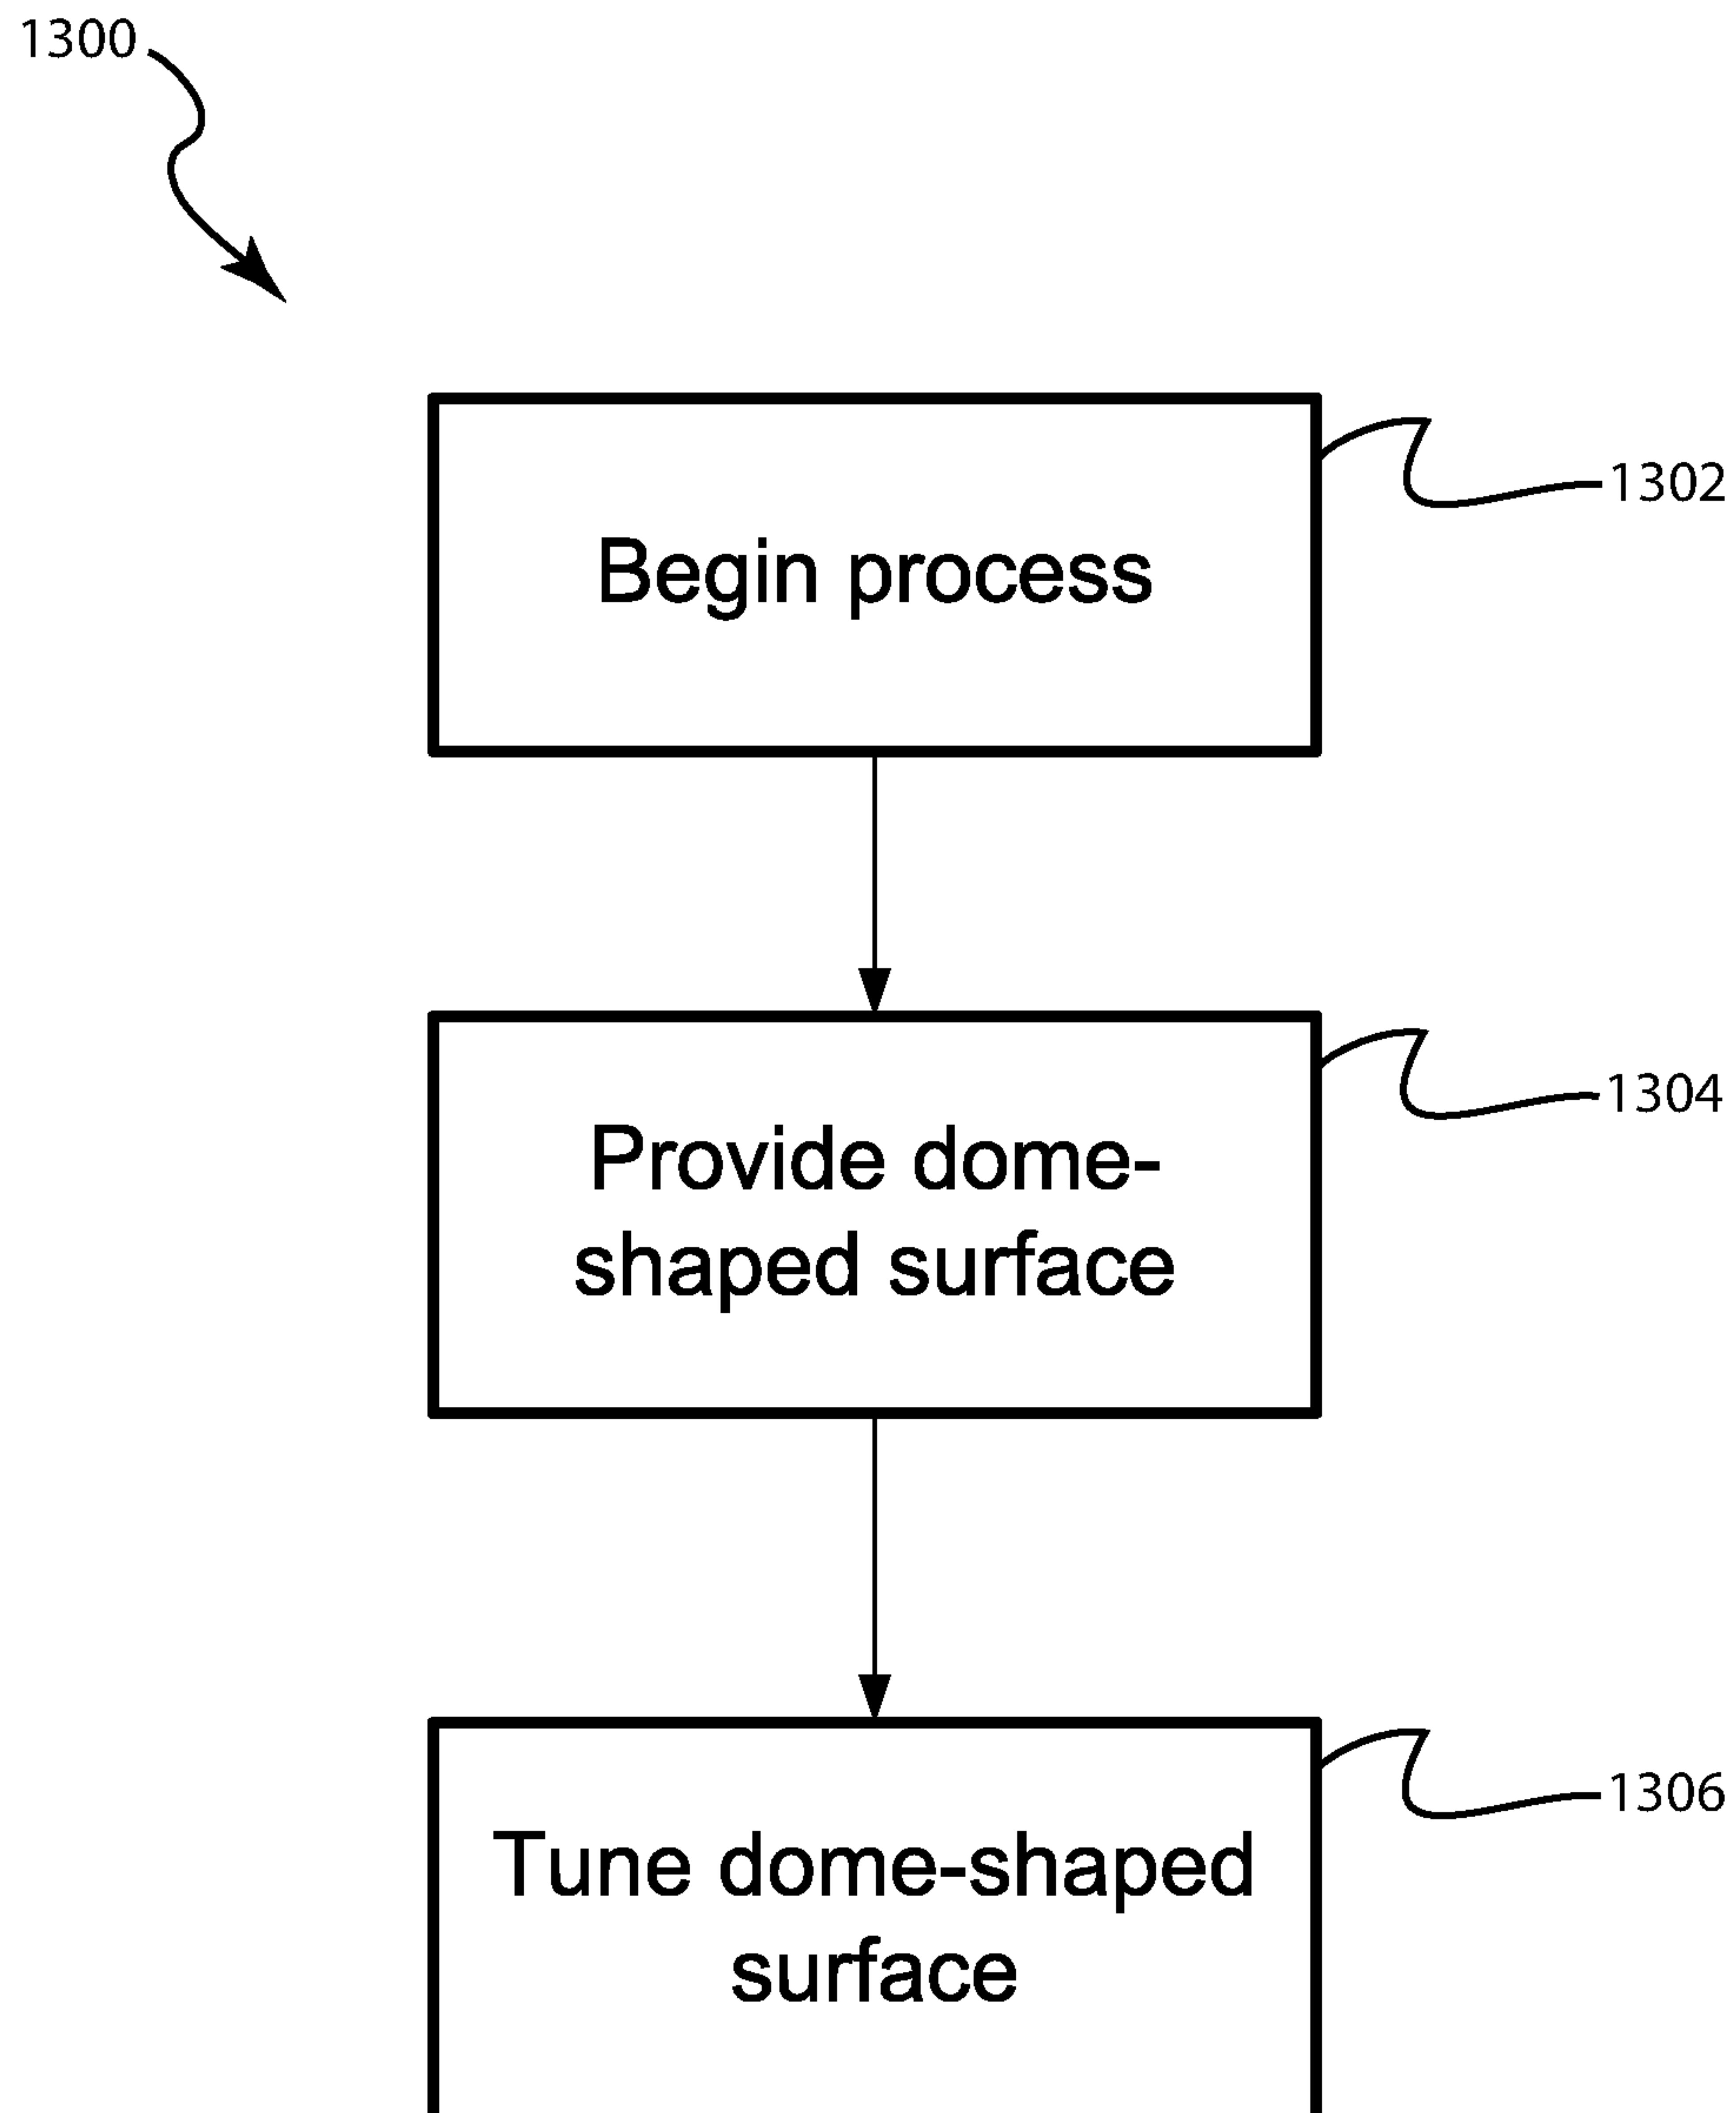 1300
1302
Begin process
1304
Provide dome-
shaped surface
1306
Tune dome-shaped
surface